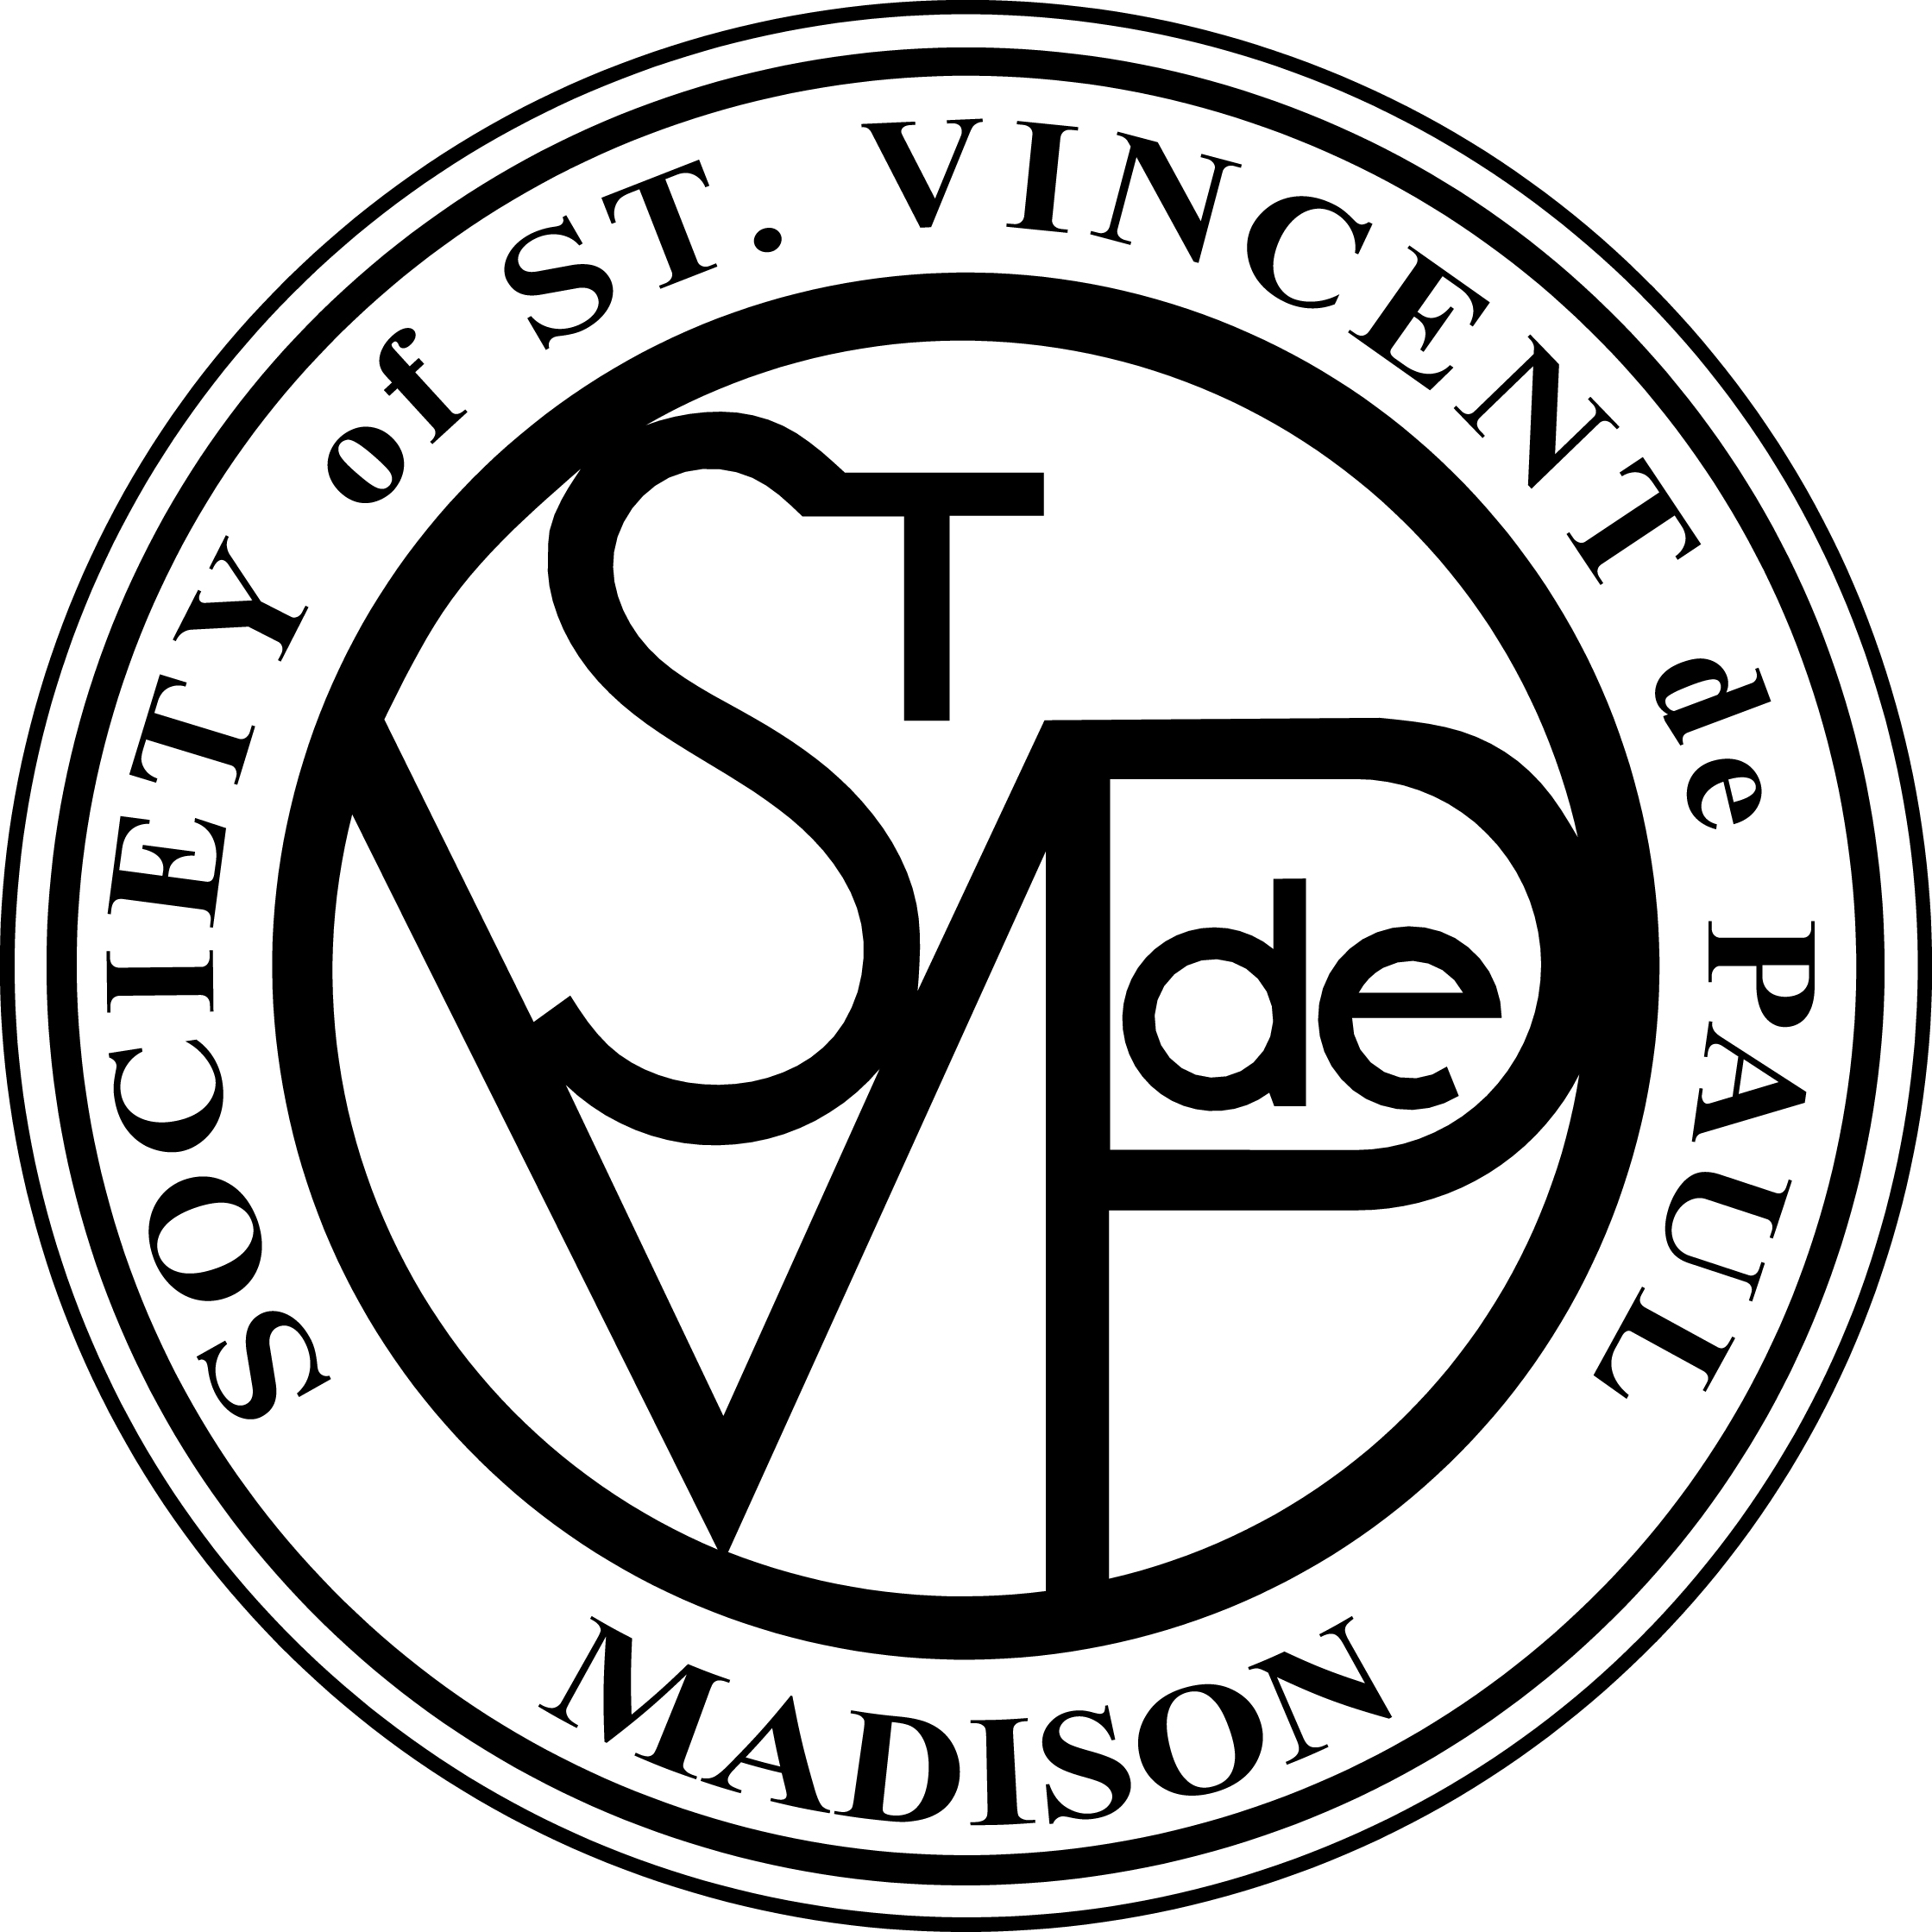 SOCIETY of ST. VINCENT de PAUL
ST
V P de
MADISON